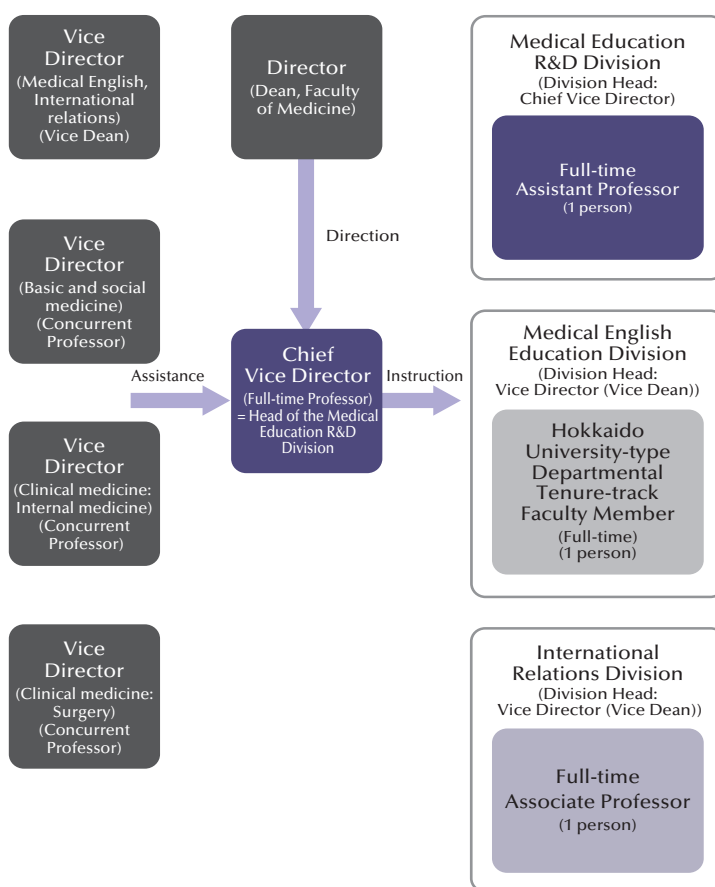 Vice
Director
(Medical English,
International
relations)
(Vice Dean)
Director
(Dean, Faculty
of Medicine)
Medical Education
R&D Division
(Division Head:
Chief Vice Director)
Full-time
Assistant Professor
(1 person)
Direction
Vice
Director
(Basic and social
medicine)
(Concurrent
Professor)
Assistance
Chief
Vice Director
(Full-time Professor)
= Head of the Medical
Education R&D
Division
Instruction
Medical English
Education Division
(Division Head:
Vice Director (Vice Dean))
Hokkaido
University-type
Departmental
Tenure-track
Faculty Member
(Full-time)
(1 person)
Vice
Director
(Clinical medicine:
Internal medicine)
(Concurrent
Professor)
Vice
Director
(Clinical medicine:
Surgery)
(Concurrent
Professor)
International
Relations Division
(Division Head:
Vice Director (Vice Dean))
Full-time
Associate Professor
(1 person)